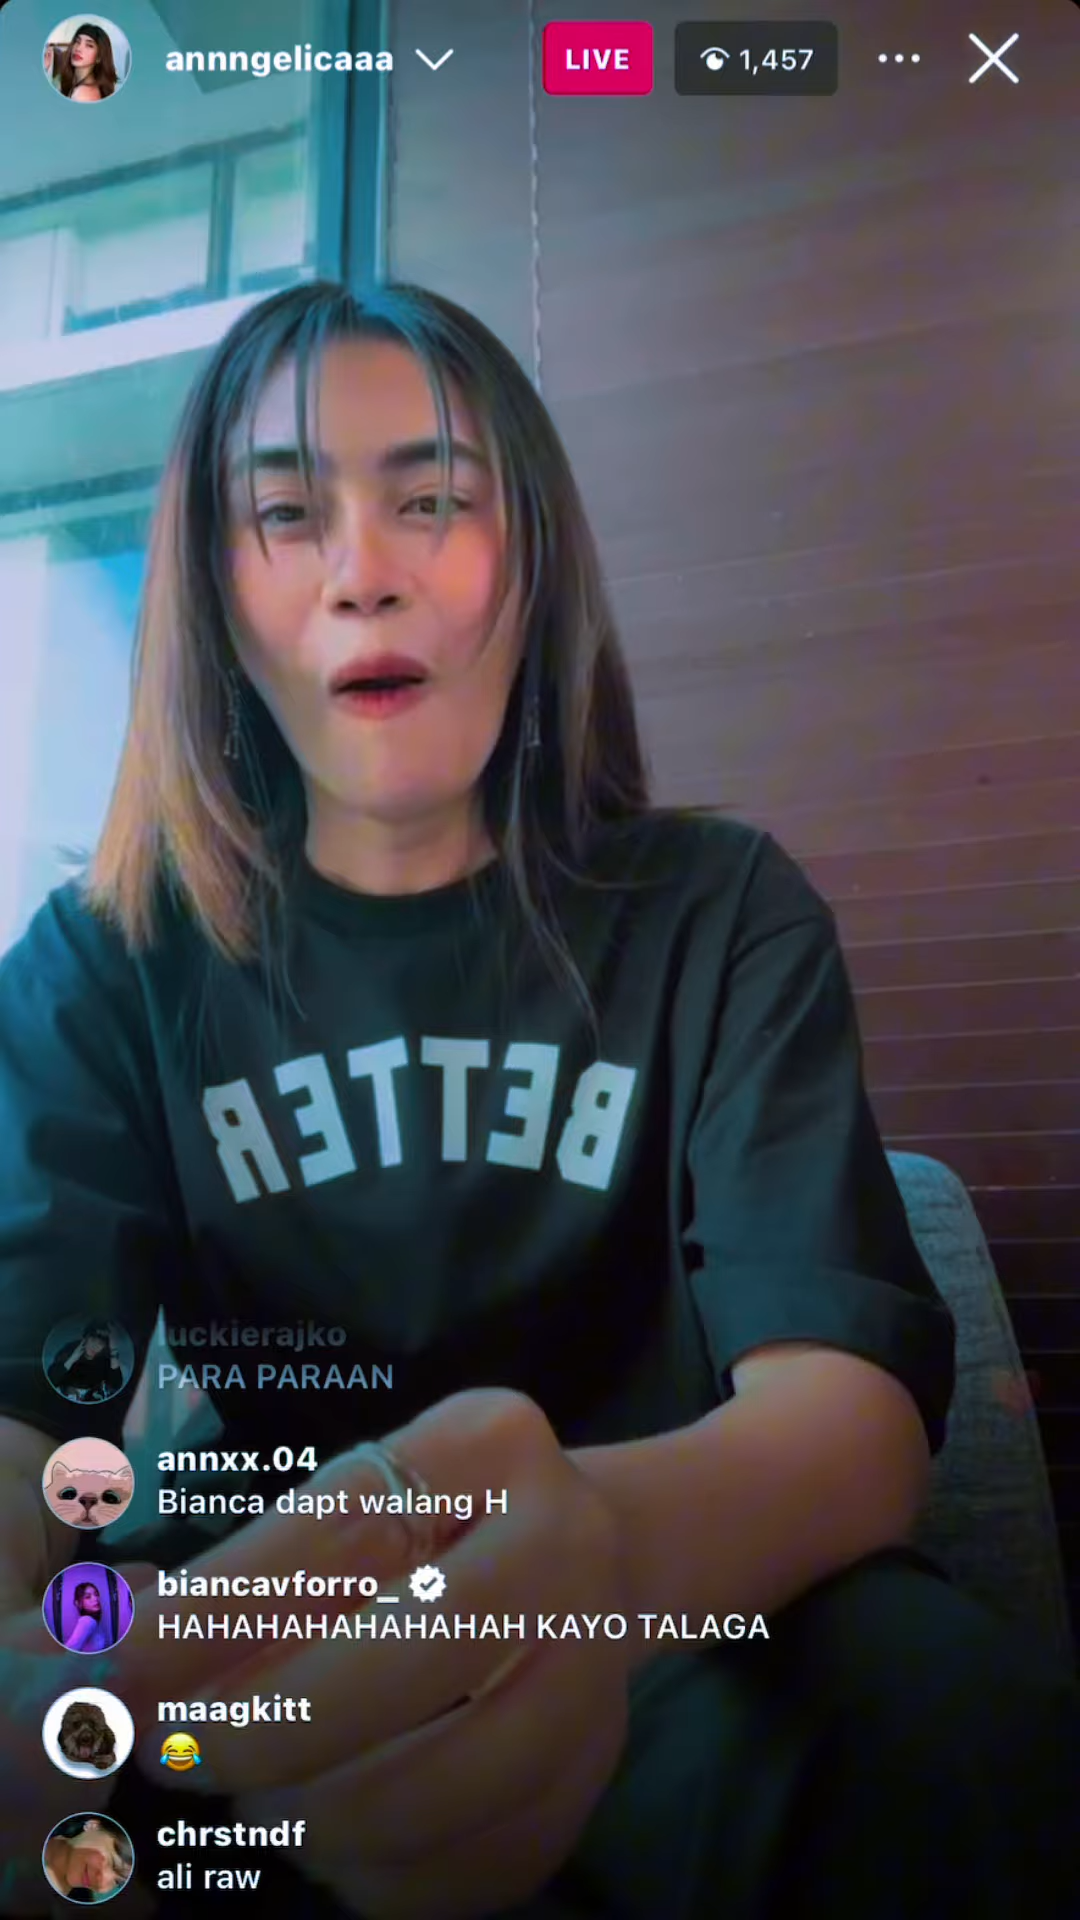 annngelicaaa
LIVE
1,457
BETTER
luckierajko
PARA PARAAN
annxx.04
Bianca dapt walang H
biancavforro_
HAHAHAHAHAHAHAH KAYO TALAGA
maagkitt
😂
chrstndf
ali raw